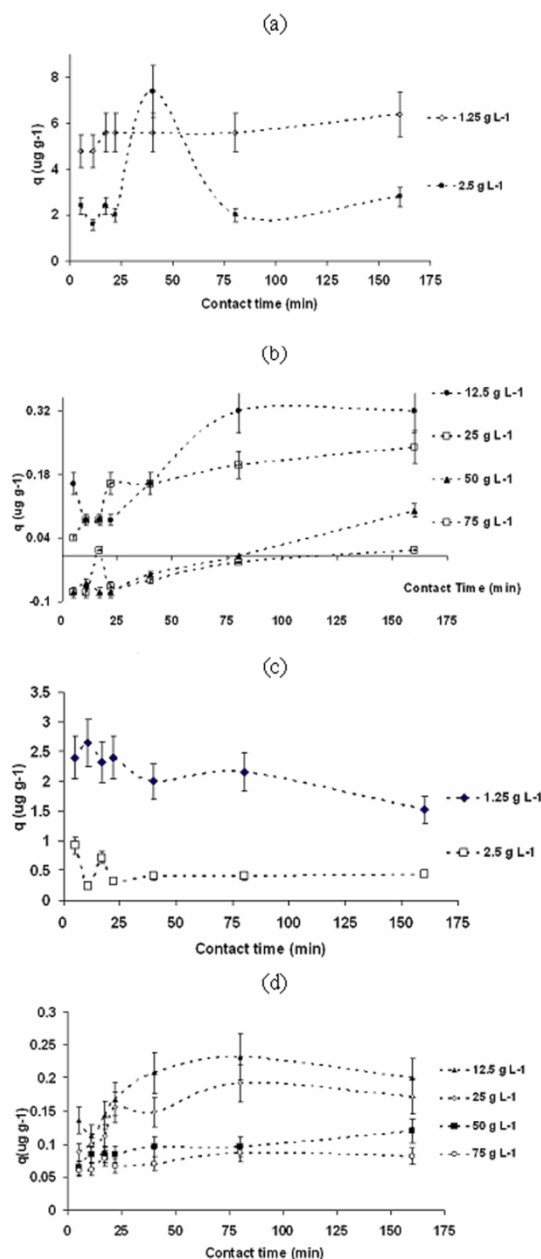 (a)
q (ug g-1)
8
6
4
2
0
0 25 50 75 100 125 150 175
Contact time (min)
1.25 g L-1
2.5 g L-1
(b)
q (ug g-1)
0.32
0.18
0.04
-0.1
0 25 50 75 100 125 150 175
Contact Time (min)
12.5 g L-1
25 g L-1
50 g L-1
75 g L-1
(c)
q (ug g-1)
3.5
3
2.5
2
1.5
1
0.5
0
0 25 50 75 100 125 150 175
Contact time (min)
1.25 g L-1
2.5 g L-1
(d)
q(ug g-1)
0.3
0.25
0.2
0.15
0.1
0.05
0
0 25 50 75 100 125 150 175
Contact time (min)
12.5 g L-1
25 g L-1
50 g L-1
75 g L-1